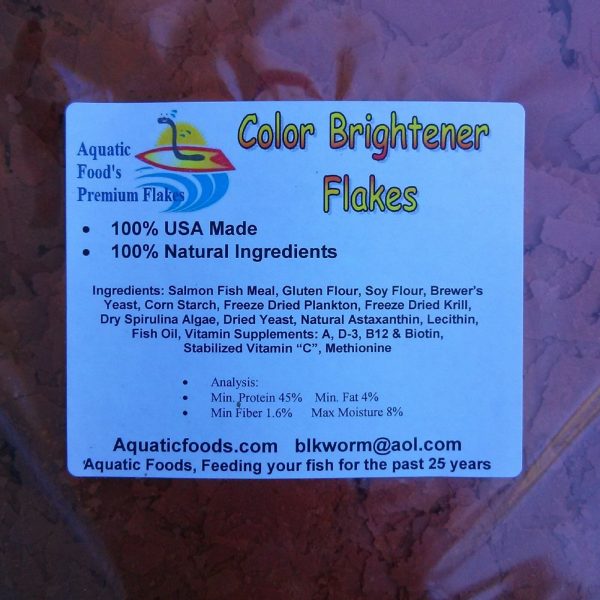 Aquatic
Food's
Premium Flakes
Color Brightener
Flakes
• 100% USA Made
• 100% Natural Ingredients
Ingredients: Salmon Fish Meal, Gluten Flour, Soy Flour, Brewer's
Yeast, Corn Starch, Freeze Dried Plankton, Freeze Dried Krill,
Dry Spirulina Algae, Dried Yeast, Natural Astaxanthin, Lecithin,
Fish Oil, Vitamin Supplements: A, D-3, B12 & Biotin,
Stabilized Vitamin “C”, Methionine
• Analysis:
• Min. Protein 45% Min. Fat 4%
• Min Fiber 1.6% Max Moisture 8%
Aquaticfoods.com blkworm@aol.com
Aquatic Foods, Feeding your fish for the past 25 years